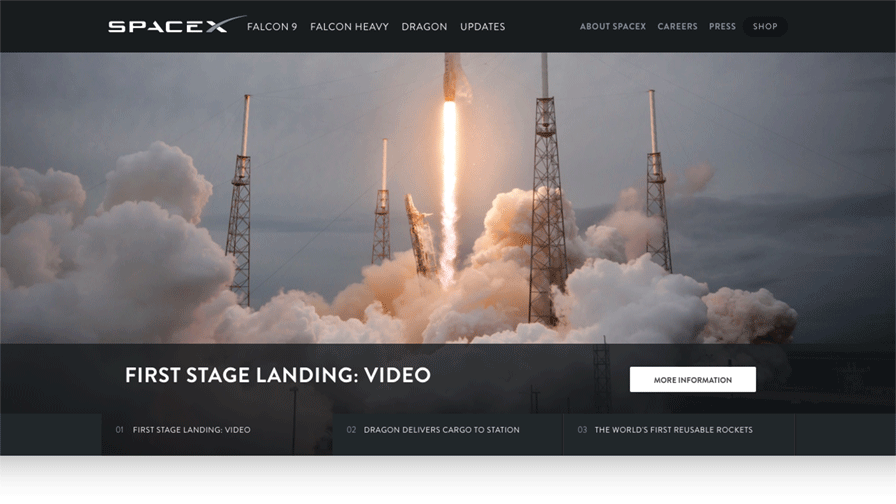 SPACEX
FALCON 9 FALCON HEAVY DRAGON UPDATES
ABOUT SPACEX CAREERS PRESS SHOP
FIRST STAGE LANDING: VIDEO
MORE INFORMATION
01 FIRST STAGE LANDING: VIDEO
02 DRAGON DELIVERS CARGO TO STATION
03 THE WORLD'S FIRST REUSABLE ROCKETS